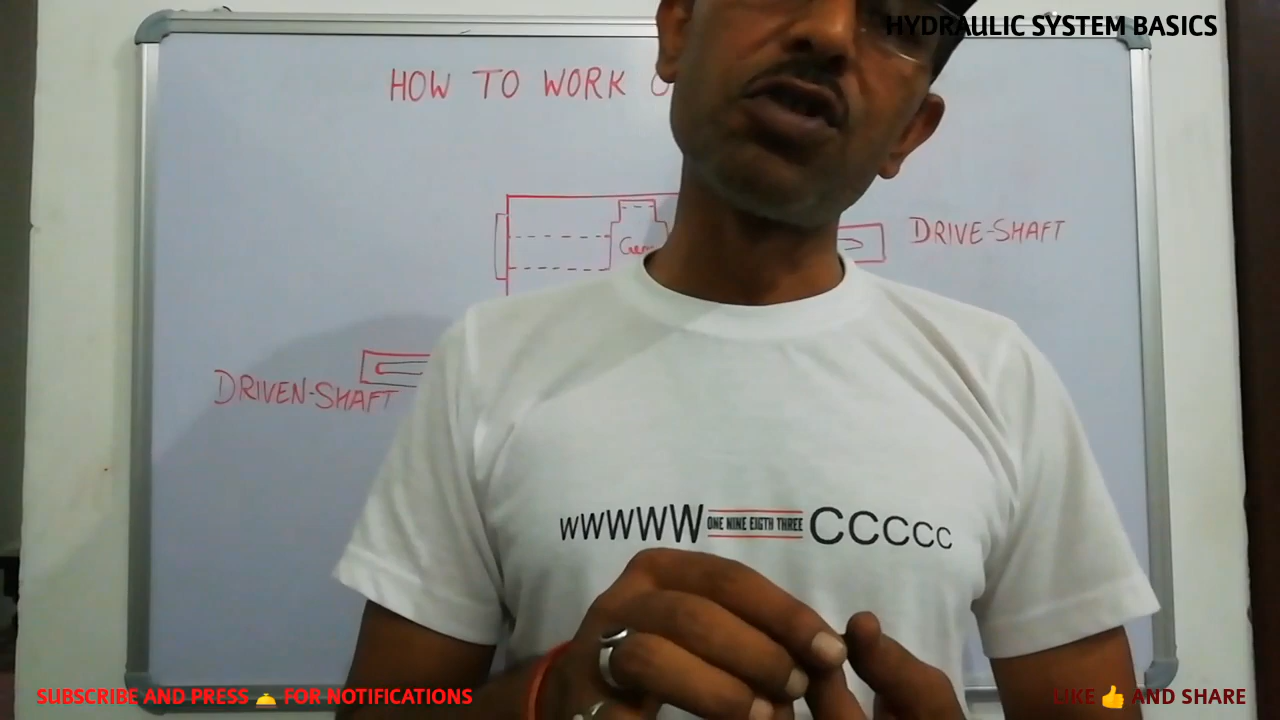 HYDRAULIC SYSTEM BASICS
HOW TO WORK
DRIVE-SHAFT
DRIVEN-SHAFT
WWWWW ONE NINE EIGTH THREE CCCCC
SUBSCRIBE AND PRESS 🛎️ FOR NOTIFICATIONS
LIKE 👍 AND SHARE